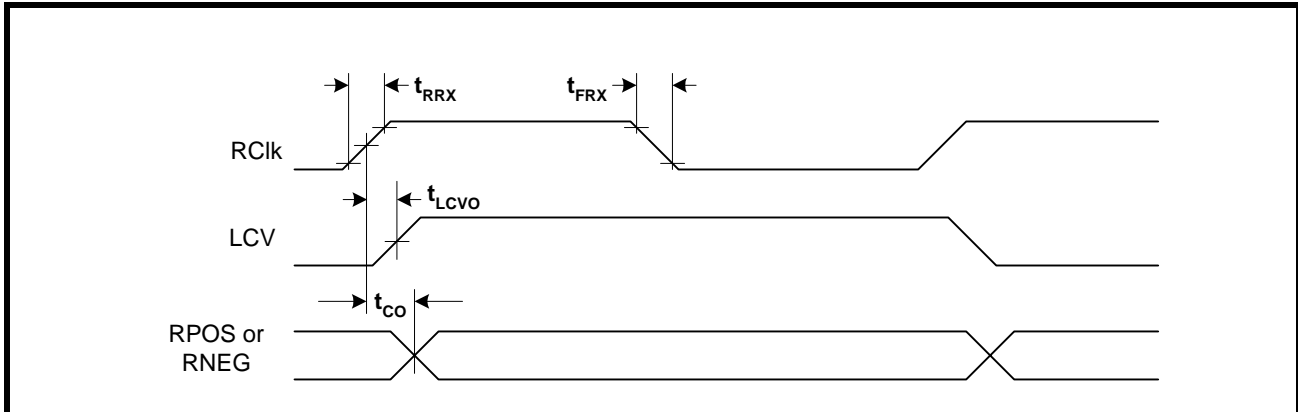 tRRX
tFRX
RClk
tLCVO
LCV
tCO
RPOS or
RNEG